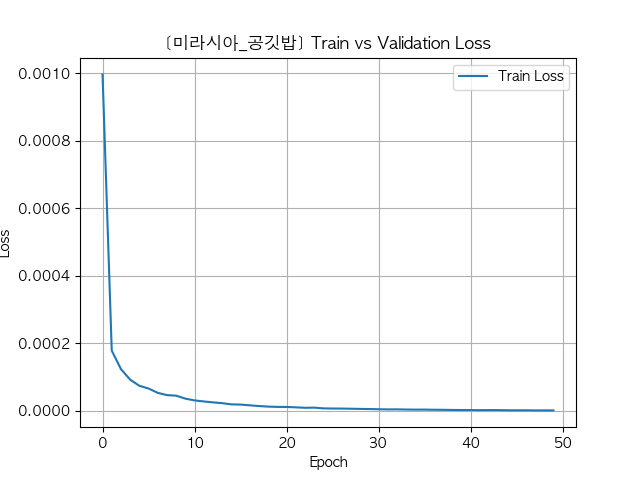 [미라시아_공깃밥] Train vs Validation Loss
Train Loss
Loss
0.0010
0.0008
0.0006
0.0004
0.0002
0.0000
0 10 20 30 40 50
Epoch